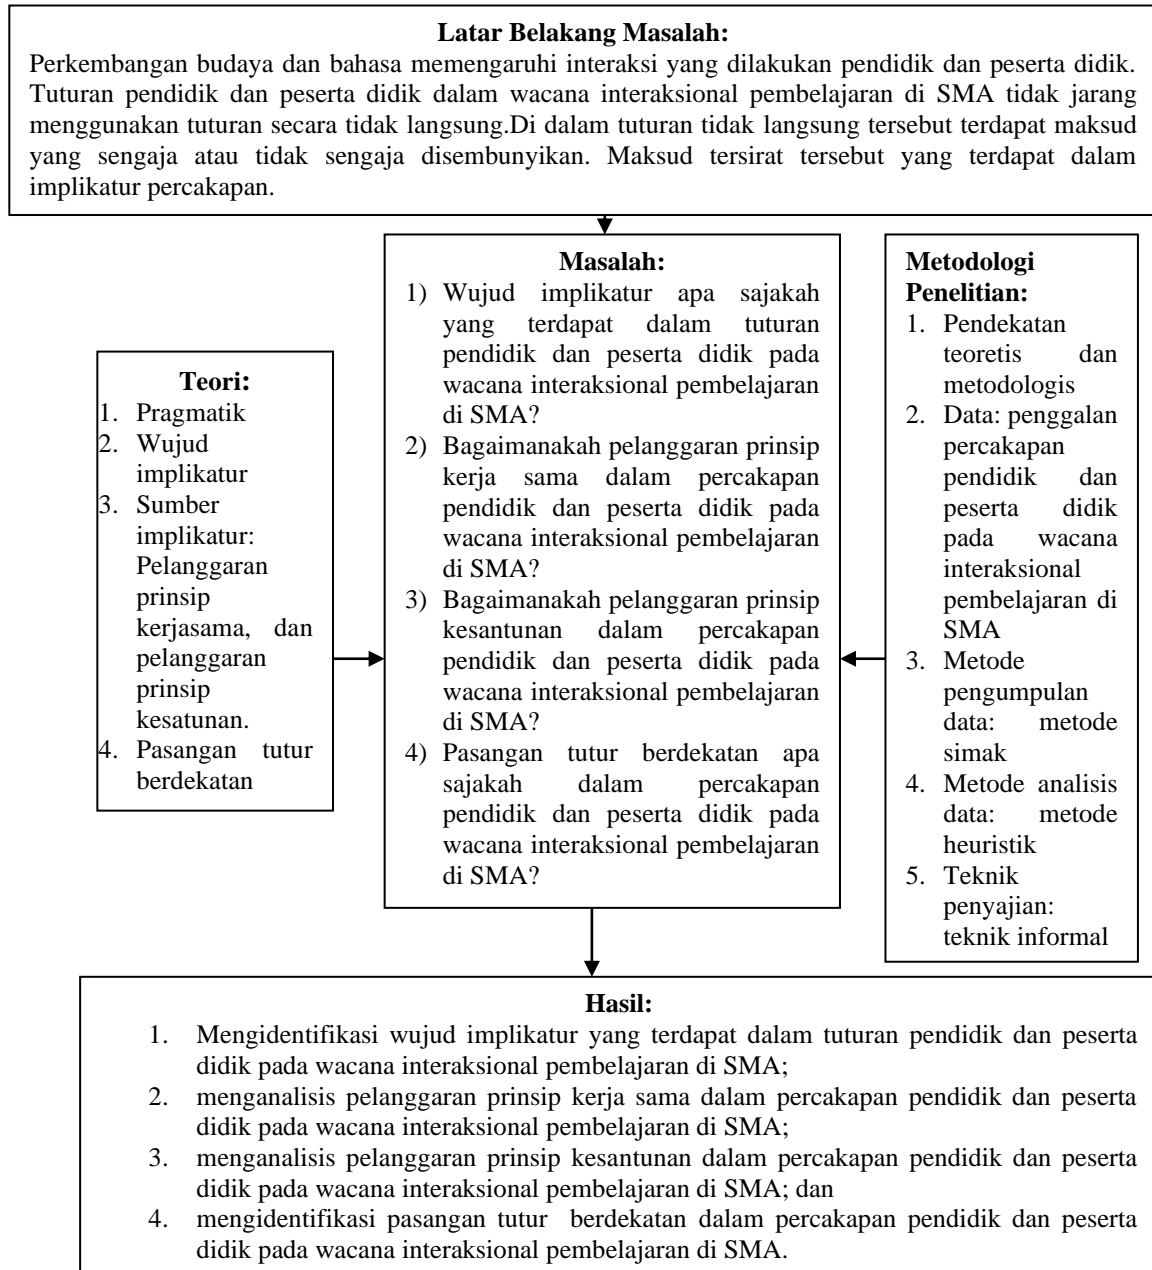 Latar Belakang Masalah:
Perkembangan budaya dan bahasa memengaruhi interaksi yang dilakukan pendidik dan peserta didik.
Tuturan pendidik dan peserta didik dalam wacana interaksional pembelajaran di SMA tidak jarang
menggunakan tuturan secara tidak langsung.Di dalam tuturan tidak langsung tersebut terdapat maksud
yang sengaja atau tidak sengaja disembunyikan. Maksud tersirat tersebut yang terdapat dalam
implikatur percakapan.
Teori:
1. Pragmatik
2. Wujud
implikatur
3. Sumber
implikatur:
Pelanggaran
prinsip
kerjasama, dan
pelanggaran
prinsip
kesatunan.
4. Pasangan tutur
berdekatan
Masalah:
1) Wujud implikatur apa sajakah
yang terdapat dalam tuturan
pendidik dan peserta didik pada
wacana interaksional pembelajaran
di SMA?
2) Bagaimanakah pelanggaran prinsip
kerja sama dalam percakapan
pendidik dan peserta didik pada
wacana interaksional pembelajaran
di SMA?
3) Bagaimanakah pelanggaran prinsip
kesantunan dalam percakapan
pendidik dan peserta didik pada
wacana interaksional pembelajaran
di SMA?
4) Pasangan tutur berdekatan apa
sajakah dalam percakapan
pendidik dan peserta didik pada
wacana interaksional pembelajaran
di SMA?
Metodologi
Penelitian:
1. Pendekatan
teoretis dan
metodologis
2. Data: penggalan
percakapan
pendidik dan
peserta didik
pada wacana
interaksional
pembelajaran di
SMA
3. Metode
pengumpulan
data: metode
simak
4. Metode analisis
data: metode
heuristik
5. Teknik
penyajian:
teknik informal
Hasil:
1. Mengidentifikasi wujud implikatur yang terdapat dalam tuturan pendidik dan peserta
didik pada wacana interaksional pembelajaran di SMA;
2. menganalisis pelanggaran prinsip kerja sama dalam percakapan pendidik dan peserta
didik pada wacana interaksional pembelajaran di SMA;
3. menganalisis pelanggaran prinsip kesantunan dalam percakapan pendidik dan peserta
didik pada wacana interaksional pembelajaran di SMA; dan
4. mengidentifikasi pasangan tutur berdekatan dalam percakapan pendidik dan peserta
didik pada wacana interaksional pembelajaran di SMA.